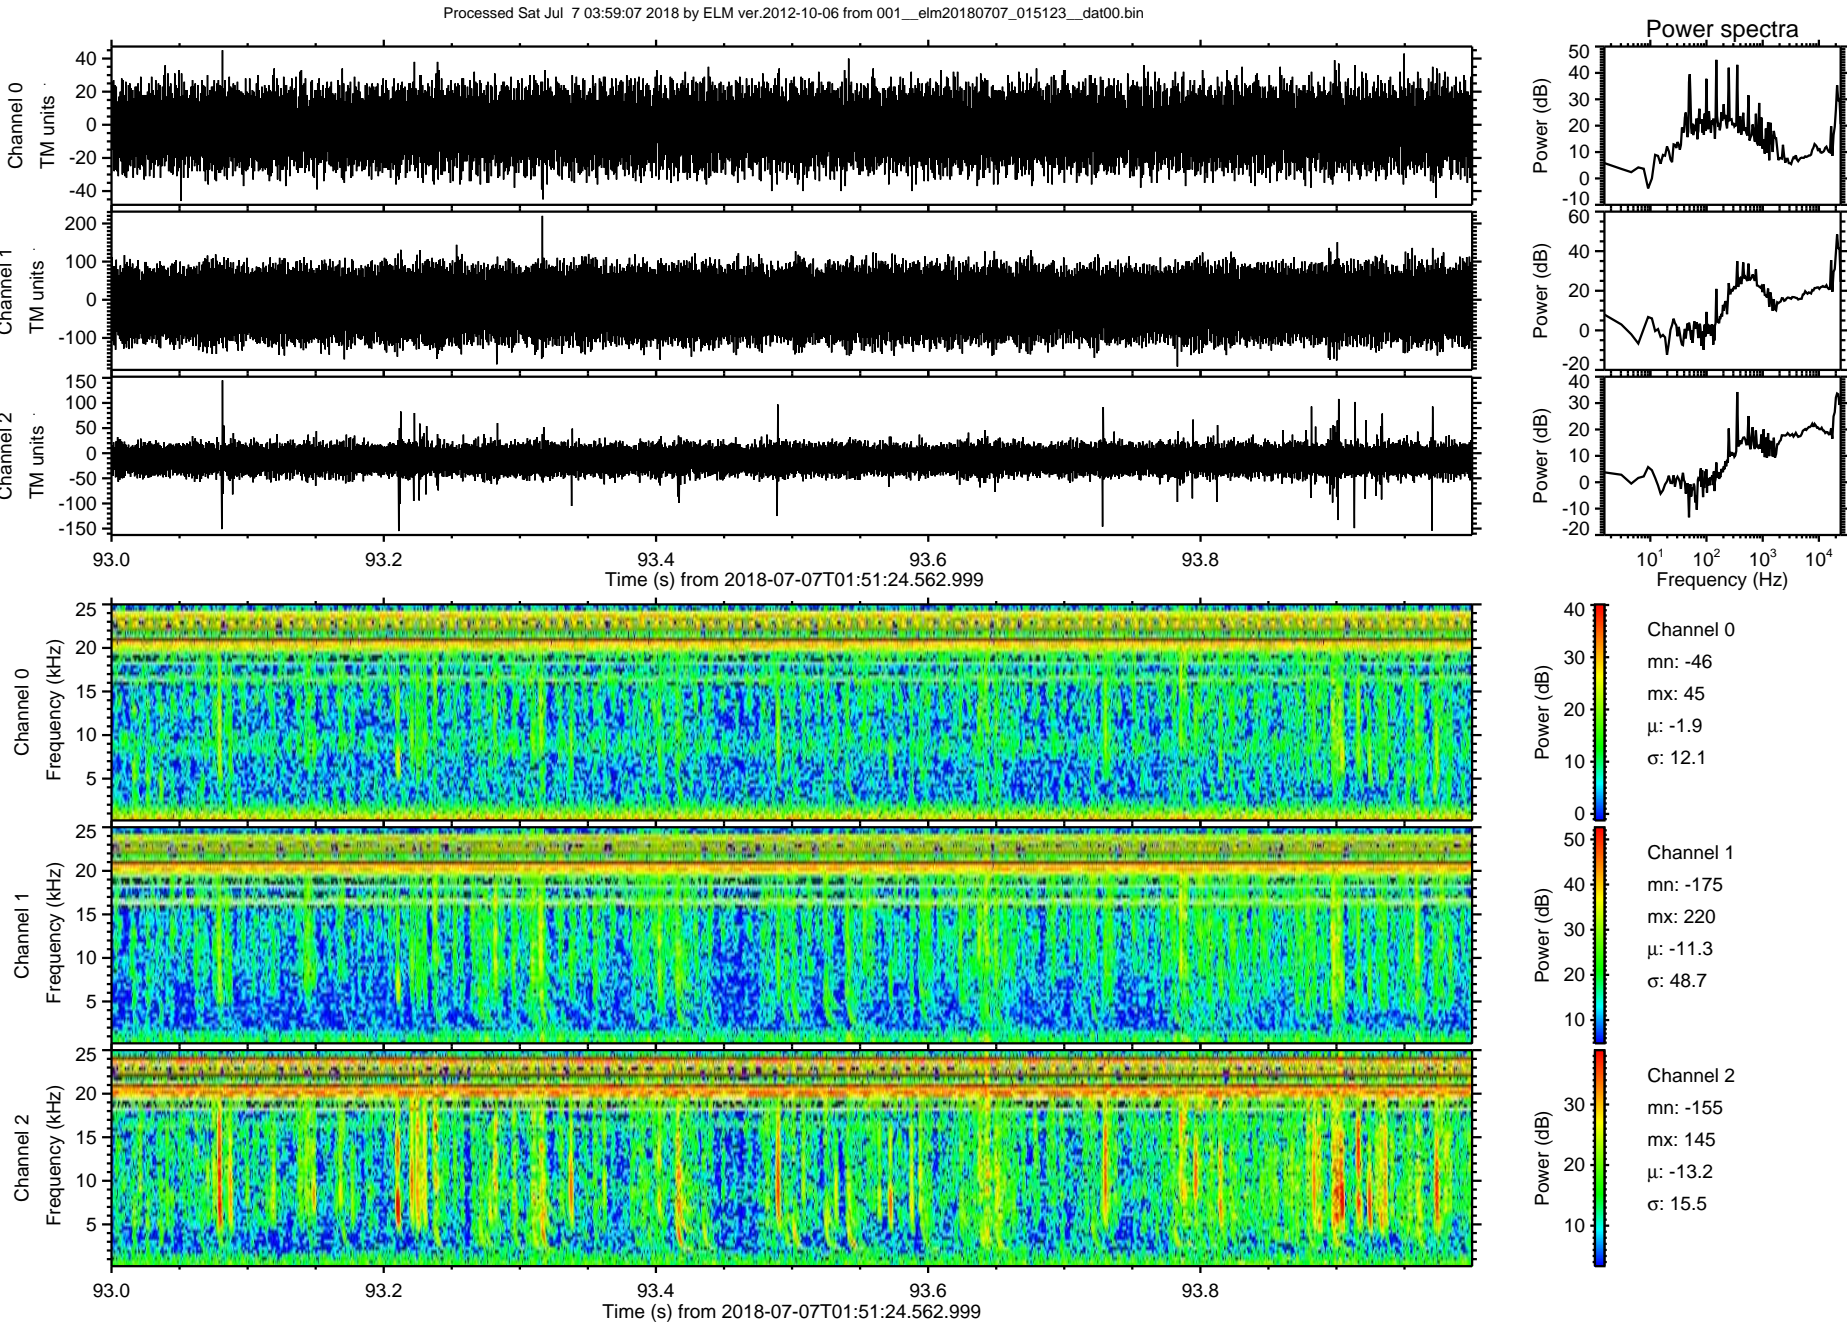 Processed Sat Jul 7 03:59:07 2018 by ELM ver.2012-10-06 from 001__elm20180707_015123__dat00.bin
Power spectra
Channel 0
TM units
40
20
0
-20
-40
Power (dB)
50
40
30
20
10
0
-10
Channel 1
TM units
200
100
0
-100
Power (dB)
60
40
20
0
-20
Channel 2
TM units
150
100
50
0
-50
-100
-150
Power (dB)
40
30
20
10
0
-10
-20
93.0 93.2 93.4 93.6 93.8
Time (s) from 2018-07-07T01:51:24.562.999
10^1 10^2 10^3 10^4
Frequency (Hz)
Channel 0
Frequency (kHz)
25
20
15
10
5
Power (dB)
40
30
20
10
0
Channel 0
mn: -46
mx: 45
μ: -1.9
σ: 12.1
Channel 1
Frequency (kHz)
25
20
15
10
5
Power (dB)
50
40
30
20
10
Channel 1
mn: -175
mx: 220
μ: -11.3
σ: 48.7
Channel 2
Frequency (kHz)
25
20
15
10
5
Power (dB)
30
20
10
Channel 2
mn: -155
mx: 145
μ: -13.2
σ: 15.5
93.0 93.2 93.4 93.6 93.8
Time (s) from 2018-07-07T01:51:24.562.999